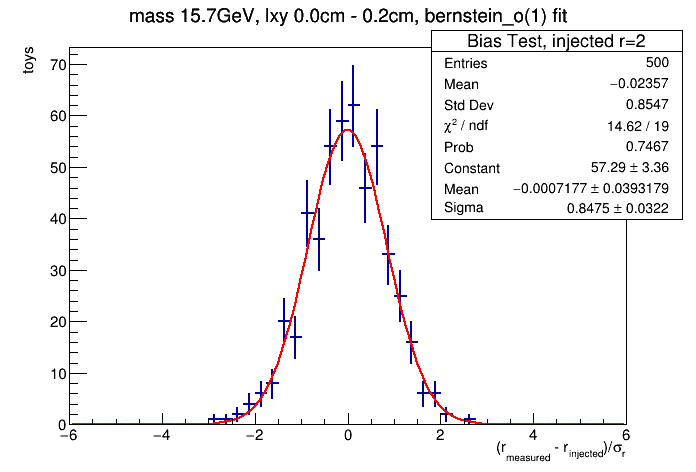 mass 15.7GeV, lxy 0.0cm - 0.2cm, bernstein_o(1) fit
Bias Test, injected r=2
Entries 500
Mean −0.02357
Std Dev 0.8547
χ² / ndf 14.62 / 19
Prob 0.7467
Constant 57.29 ± 3.36
Mean −0.0007177 ± 0.0393179
Sigma 0.8475 ± 0.0322
toys
70
60
50
40
30
20
10
0
−6 −4 −2 0 2 4 6
(r_measured - r_injected)/σ_r